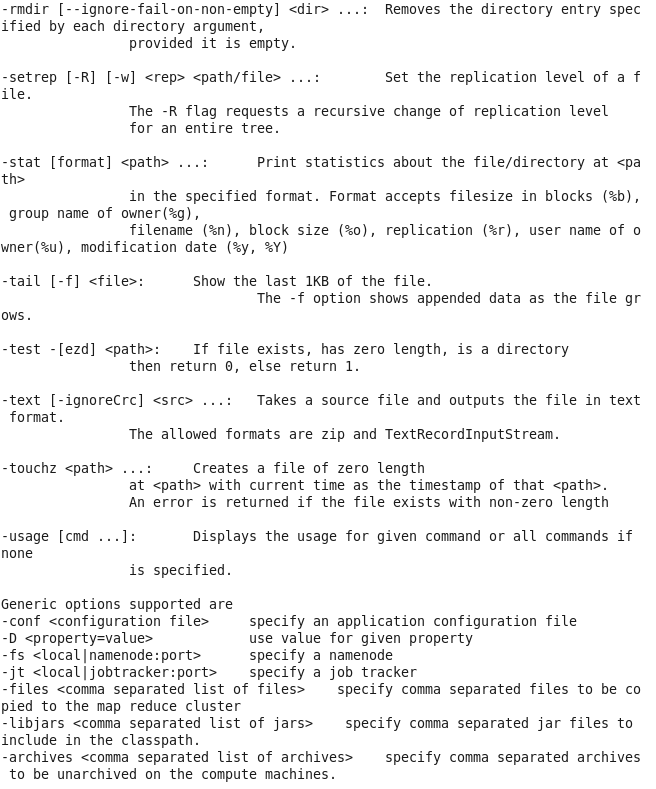 -rmdir [--ignore-fail-on-non-empty] <dir> ...:  Removes the directory entry spec
ified by each directory argument,
                provided it is empty.

-setrep [-R] [-w] <rep> <path/file> ...:        Set the replication level of a f
ile.
                The -R flag requests a recursive change of replication level
                for an entire tree.

-stat [format] <path> ...:      Print statistics about the file/directory at <pa
th>
                in the specified format. Format accepts filesize in blocks (%b),
 group name of owner(%g),
                filename (%n), block size (%o), replication (%r), user name of o
wner(%u), modification date (%y, %Y)

-tail [-f] <file>:      Show the last 1KB of the file.
                                The -f option shows appended data as the file gr
ows.

-test -[ezd] <path>:    If file exists, has zero length, is a directory
                then return 0, else return 1.

-text [-ignoreCrc] <src> ...:   Takes a source file and outputs the file in text
 format.
                The allowed formats are zip and TextRecordInputStream.

-touchz <path> ...:     Creates a file of zero length
                at <path> with current time as the timestamp of that <path>.
                An error is returned if the file exists with non-zero length

-usage [cmd ...]:       Displays the usage for given command or all commands if
none
                is specified.

Generic options supported are
-conf <configuration file>     specify an application configuration file
-D <property=value>            use value for given property
-fs <local|namenode:port>      specify a namenode
-jt <local|jobtracker:port>    specify a job tracker
-files <comma separated list of files>    specify comma separated files to be co
pied to the map reduce cluster
-libjars <comma separated list of jars>    specify comma separated jar files to
include in the classpath.
-archives <comma separated list of archives>    specify comma separated archives
 to be unarchived on the compute machines.